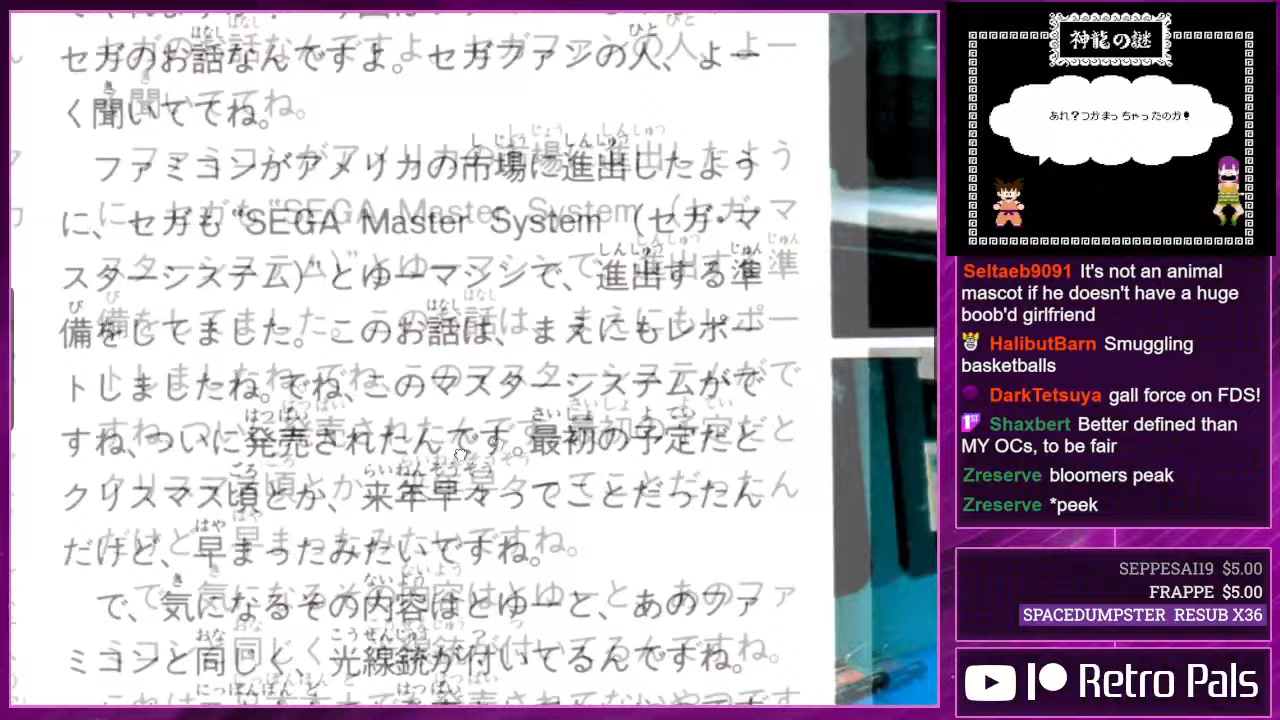 セガのお話なんですよ。セガファンの人、よー
く聞いててね。
ファミコンがアメリカの市場に進出したよう
に、セガも"SEGA Master System（セガ・マ
スターシステム)"とゆーマシンで、進出する準
備をしてました。このお話は、まえにもレポー
トしましたね。でね、このマスターシステムがで
すね、ついに発売されたんです。最初の予定だと
クリスマス頃とか、来年早々ってことだったん
だけど、早まったみたいですね。
で、気になるその内容はとゆーと、あのファ
ミコンと同じく、光線銃が付いてるんですね。
神龍の謎
あれ？つかまっちゃったのか！
Seltaeb9091 It's not an animal
mascot if he doesn't have a huge
boob'd girlfriend
HalibutBarn Smuggling
basketballs
DarkTetsuya gall force on FDS!
Shaxbert Better defined than
MY OCs, to be fair
Zreserve bloomers peak
Zreserve *peek
SEPPESAI19 $5.00
FRAPPE $5.00
SPACEDUMPSTER RESUB X36
Retro Pals